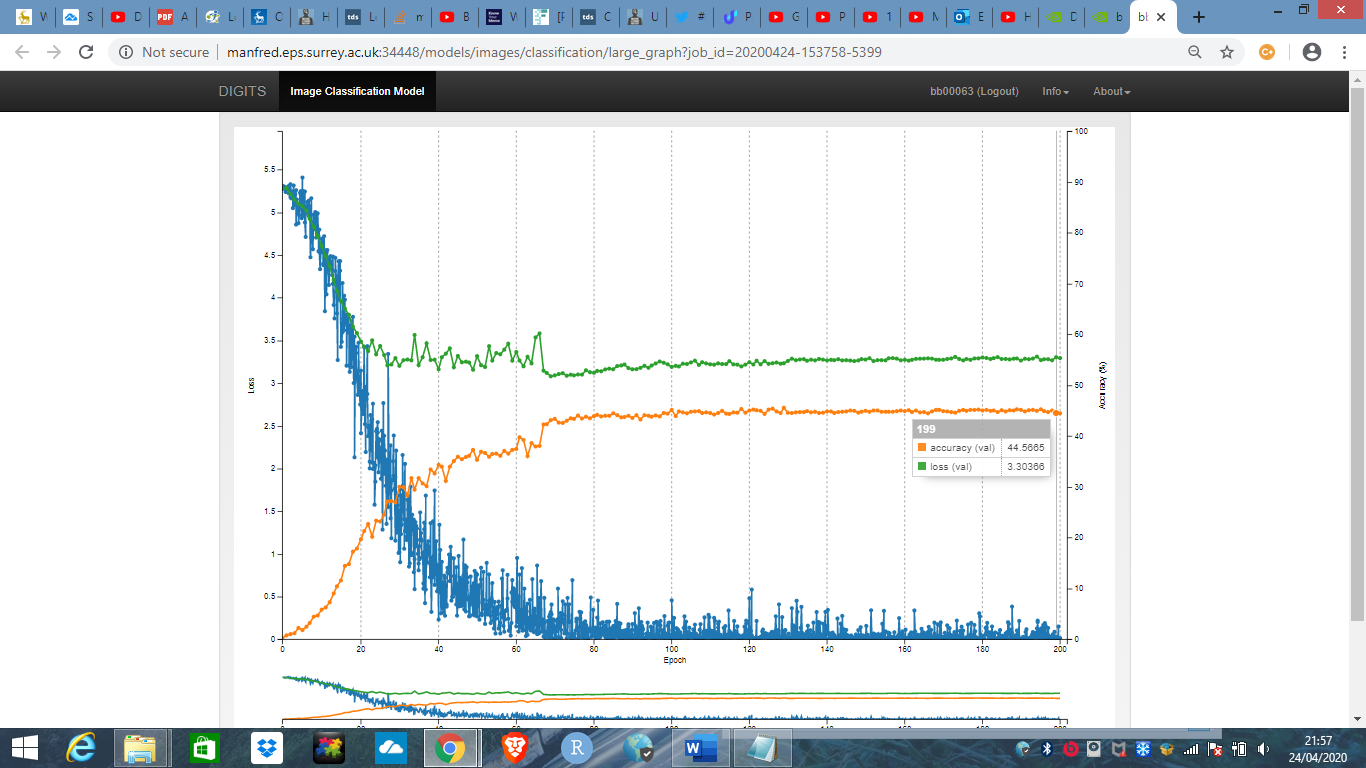 bb
Not secure | manfred.eps.surrey.ac.uk:34448/models/images/classification/large_graph?job_id=20200424-153758-5399
DIGITS Image Classification Model bb00063 (Logout) Info About
100
5.5
90
5
80
4.5
70
4
60
3.5
50
3
Loss
Accuracy (%)
2.5
40
199
accuracy (val) 44.5665
loss (val) 3.30366
2
30
1.5
20
1
10
0.5
0 0
0 20 40 60 80 100 120 140 160 180 200
Epoch
21:57
24/04/2020